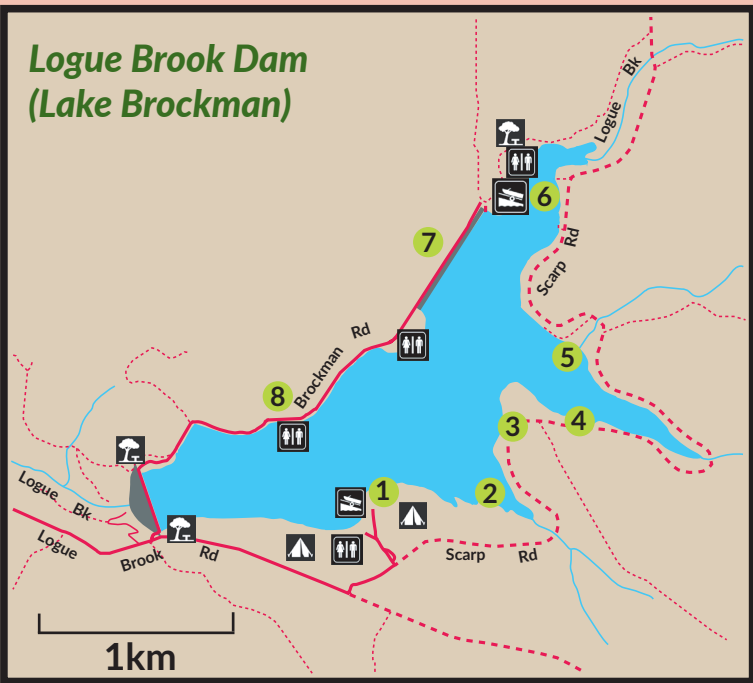 Logue Brook Dam
(Lake Brockman)
Logue Bk
6
7
Scarp Rd
5
Brockman Rd
8
3
4
1
2
Logue Bk
Logue Brook Rd
Scarp Rd
1km